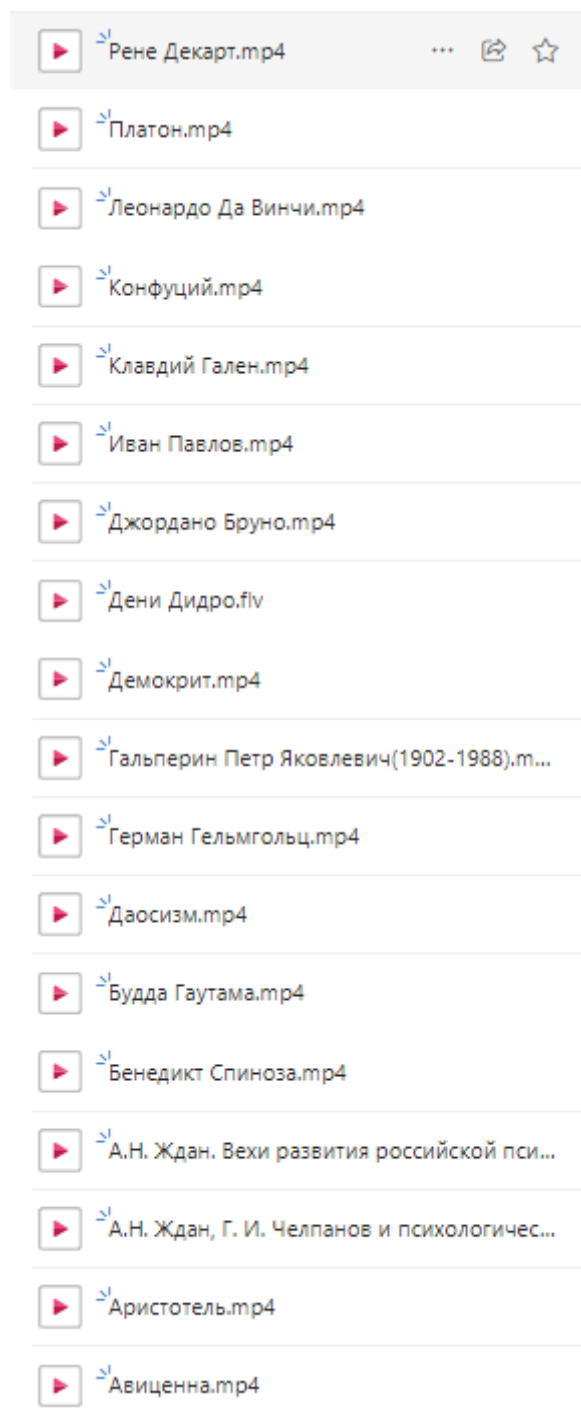 Рене Декарт.mp4
Платон.mp4
Леонардо Да Винчи.mp4
Конфуций.mp4
Клавдий Гален.mp4
Иван Павлов.mp4
Джордано Бруно.mp4
Дени Дидро.flv
Демокрит.mp4
Гальперин Петр Яковлевич(1902-1988).m...
Герман Гельмгольц.mp4
Даосизм.mp4
Будда Гаутама.mp4
Бенедикт Спиноза.mp4
А.Н. Ждан. Вехи развития российской пси...
А.Н. Ждан, Г. И. Челпанов и психологичес...
Аристотель.mp4
Авиценна.mp4